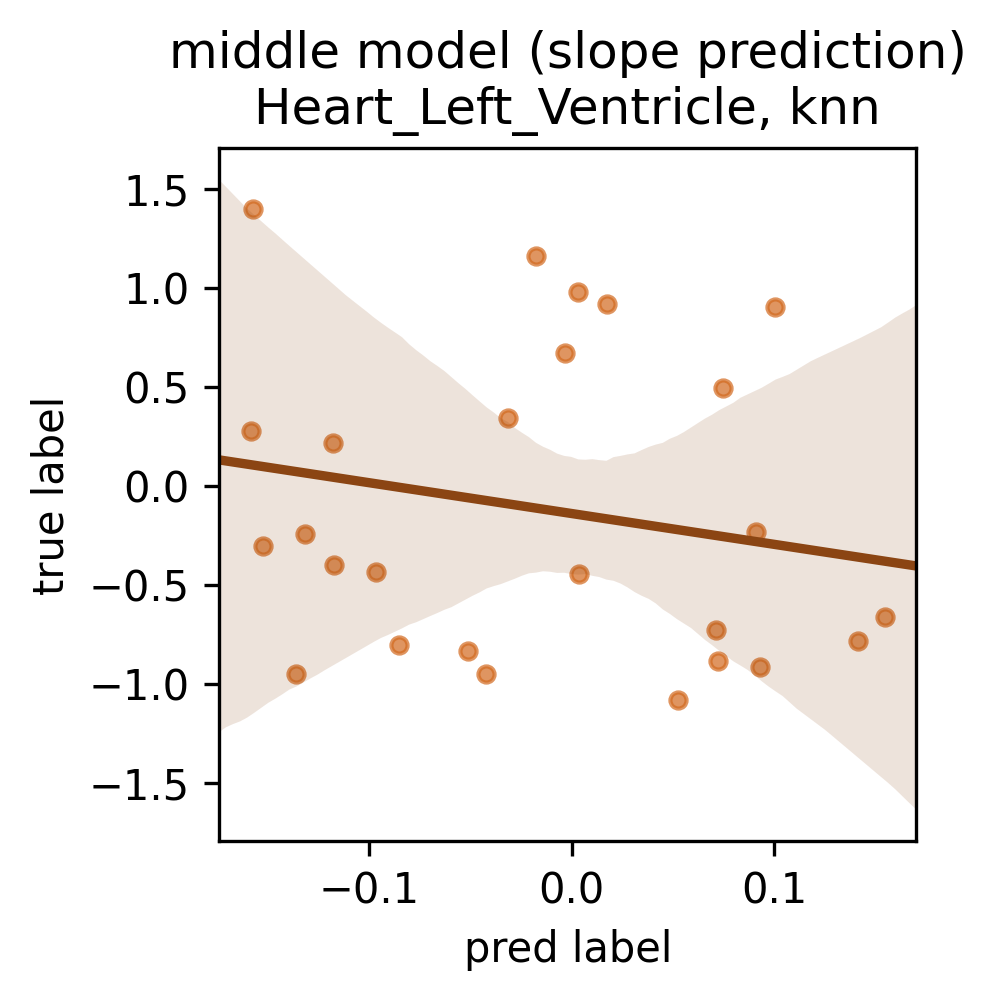 middle model (slope prediction)
Heart_Left_Ventricle, knn
1.5
1.0
0.5
0.0
−0.5
−1.0
−1.5
true label
−0.1
0.0
0.1
pred label